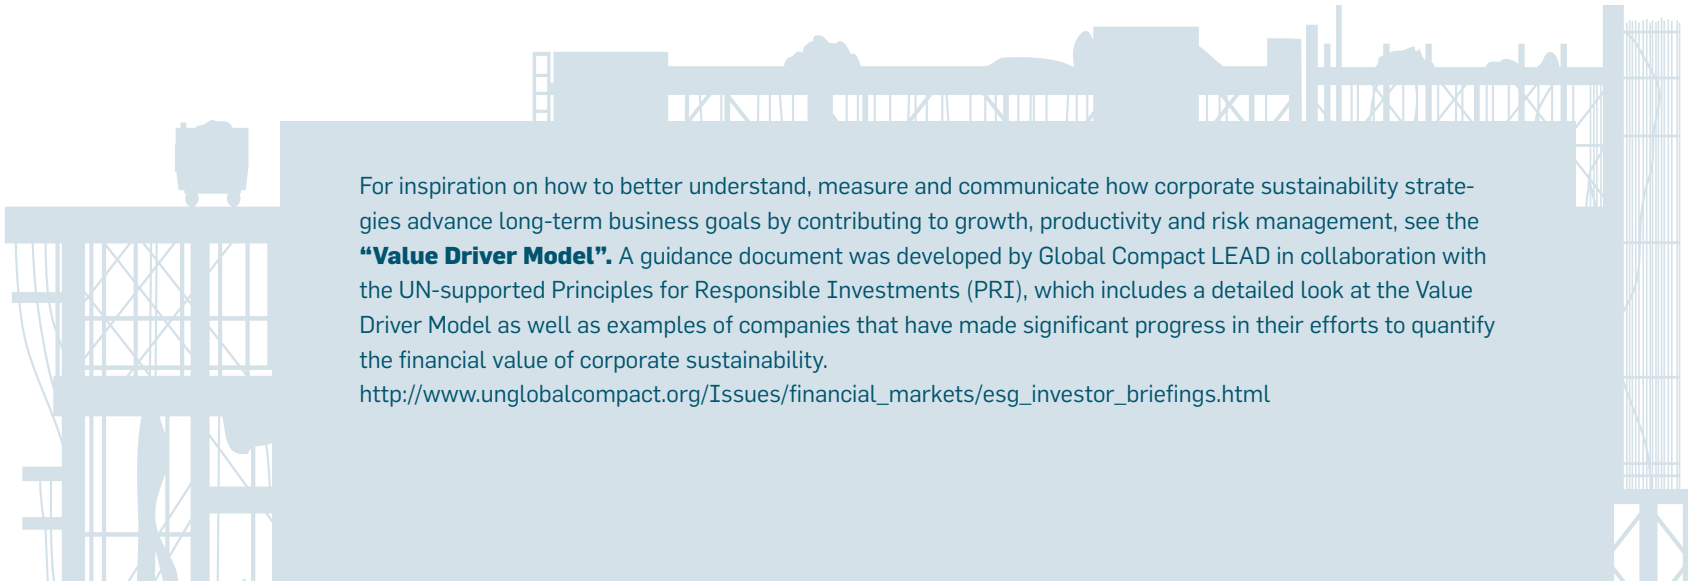 For inspiration on how to better understand, measure and communicate how corporate sustainability strate-
gies advance long-term business goals by contributing to growth, productivity and risk management, see the
“Value Driver Model”. A guidance document was developed by Global Compact LEAD in collaboration with
the UN-supported Principles for Responsible Investments (PRI), which includes a detailed look at the Value
Driver Model as well as examples of companies that have made significant progress in their efforts to quantify
the financial value of corporate sustainability.
http://www.unglobalcompact.org/Issues/financial_markets/esg_investor_briefings.html